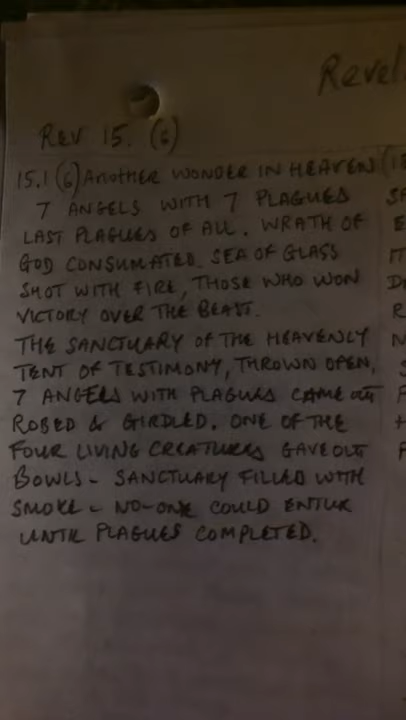 Revel
REV 15. (6)
15.1 (6) ANOTHER WONDER IN HEAVEN
7 ANGELS WITH 7 PLAGUES
LAST PLAGUES OF ALL. WRATH OF
GOD CONSUMATED. SEA OF GLASS
SHOT WITH FIRE, THOSE WHO WON
VICTORY OVER THE BEAST.
THE SANCTUARY OF THE HEAVENLY
TENT OF TESTIMONY, THROWN OPEN,
7 ANGELS WITH PLAGUES CAME OUT
ROBED & GIRDLED. ONE OF THE
FOUR LIVING CREATURES GAVE OUT
BOWLS - SANCTUARY FILLED WITH
SMOKE - NO-ONE COULD ENTUR
UNTIL PLAGUES COMPLETED.